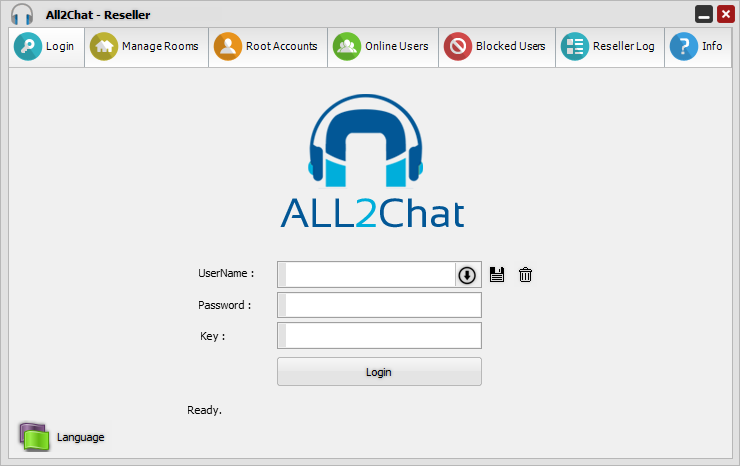 All2Chat - Reseller
Login
Manage Rooms
Root Accounts
Online Users
Blocked Users
Reseller Log
Info
ALL2Chat
UserName :
Password :
Key :
Login
Ready.
Language